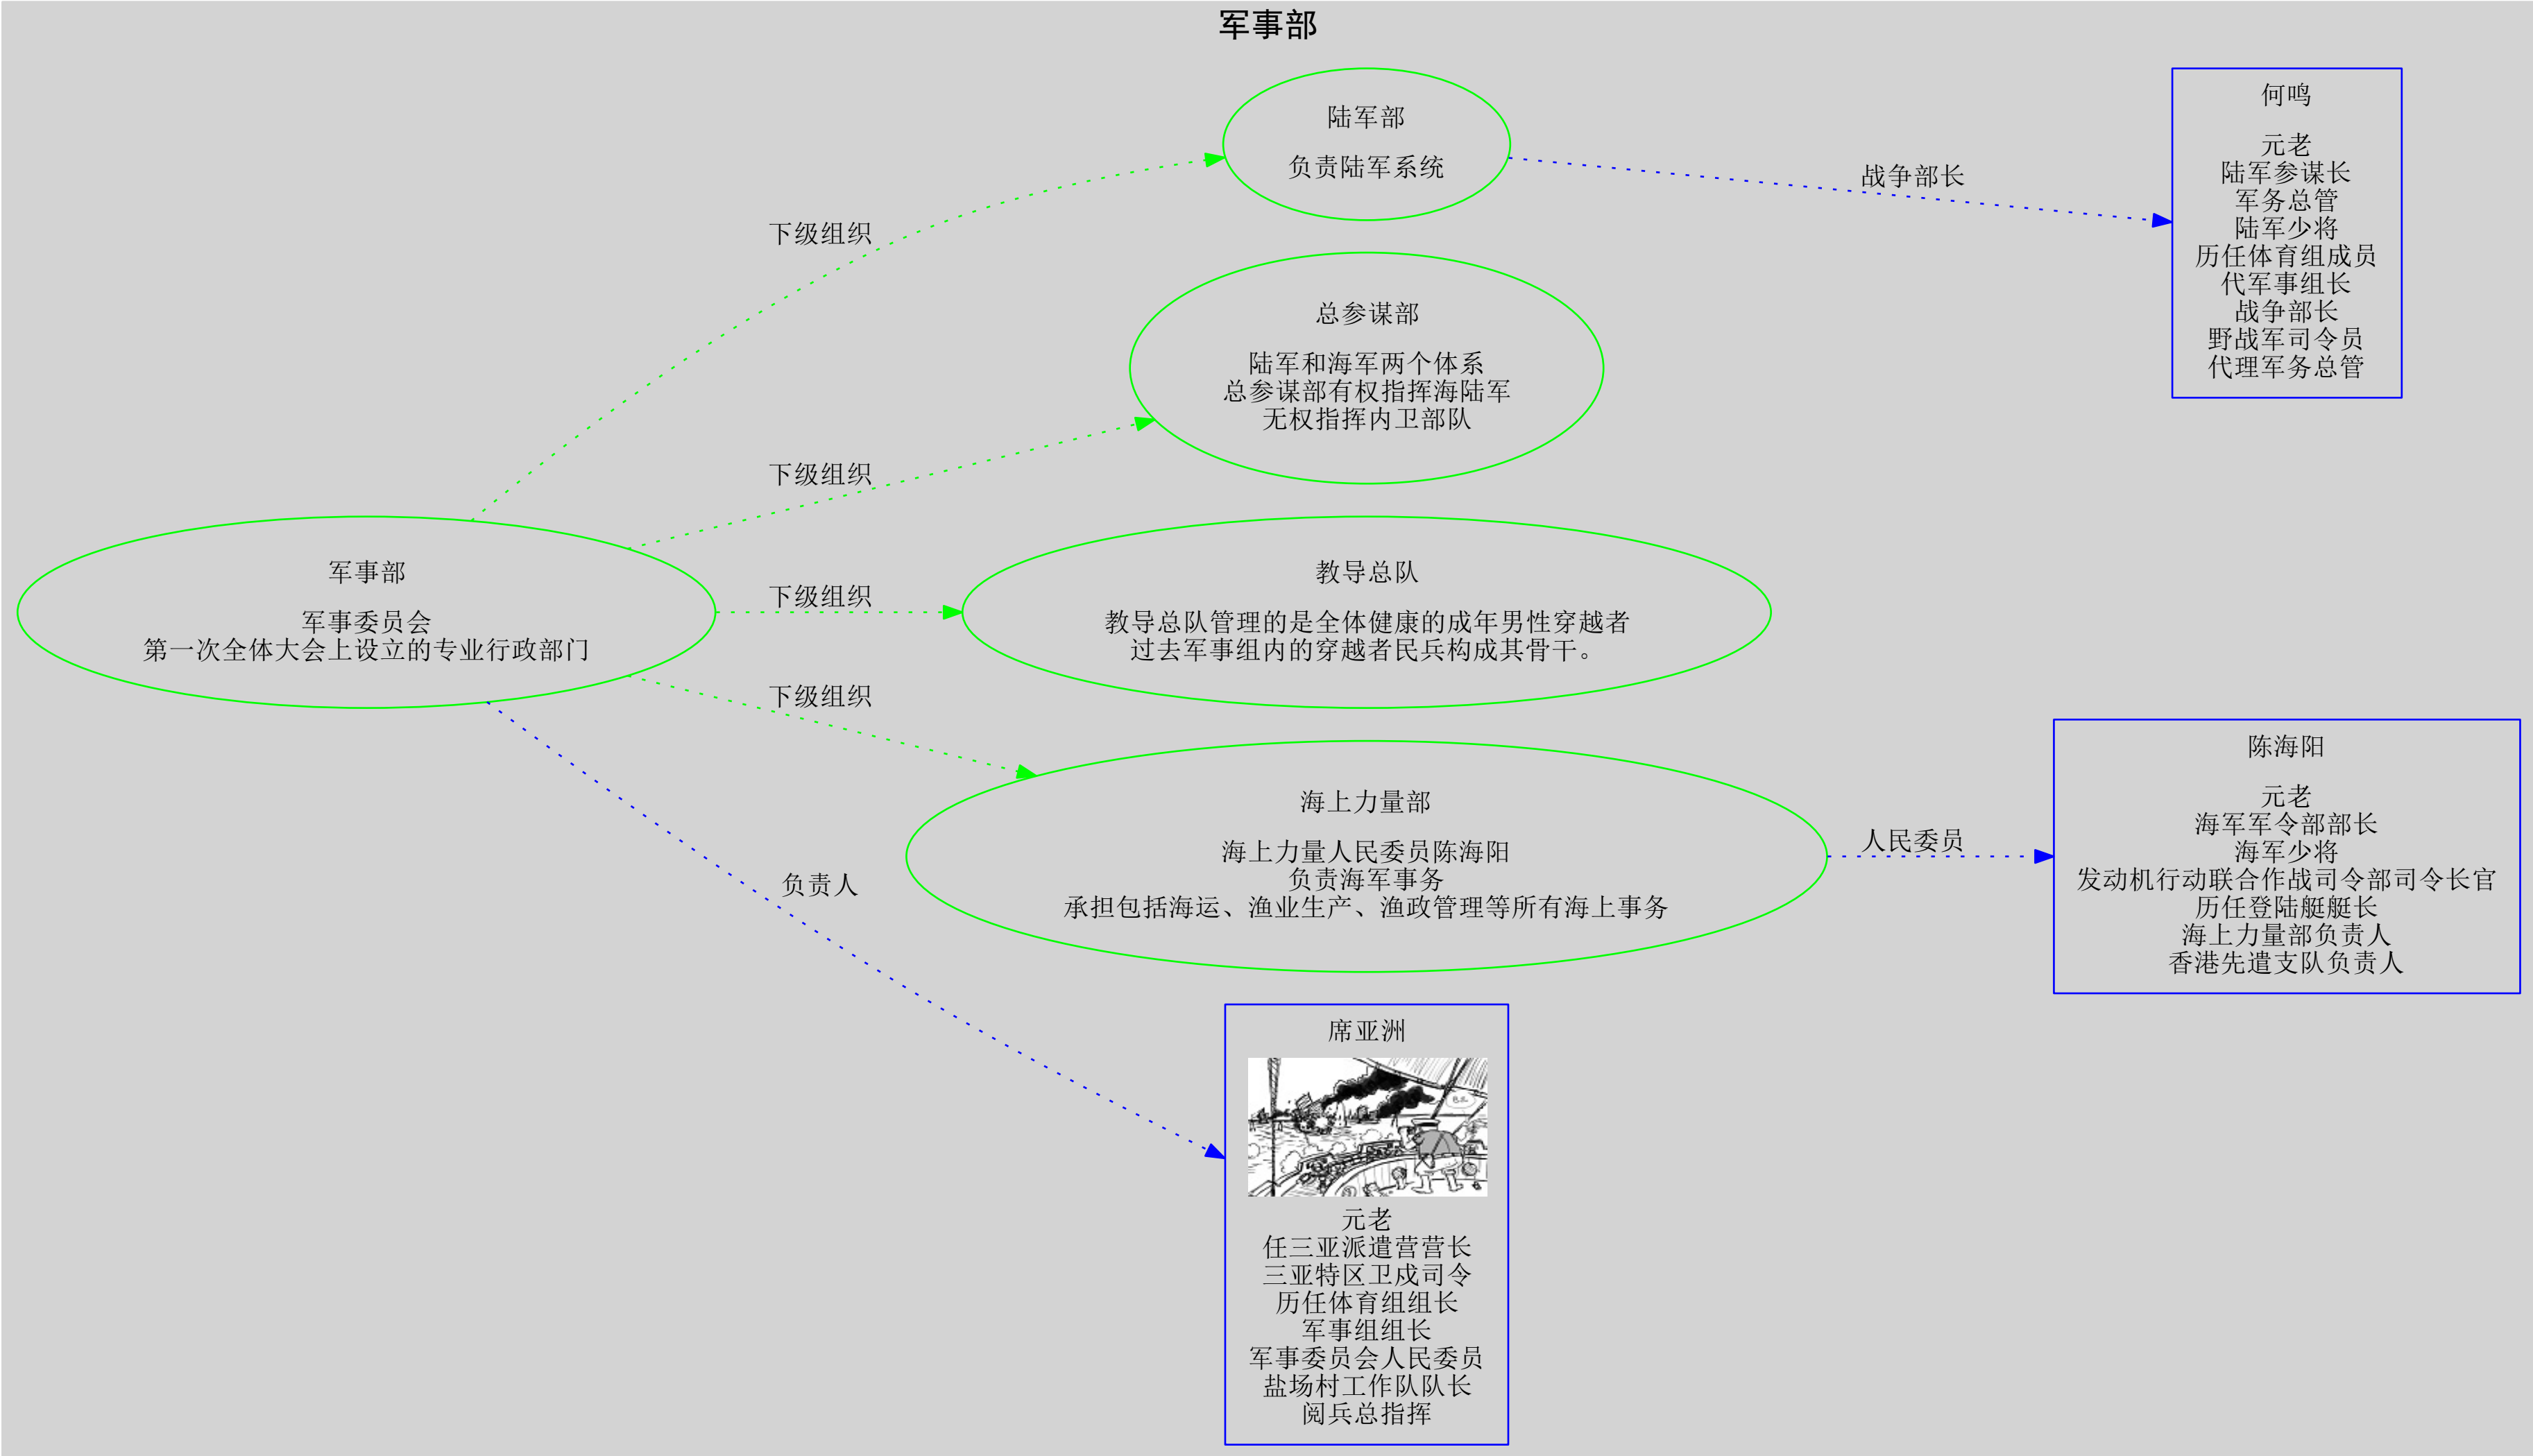 军事部
陆军部
负责陆军系统
战争部长
何鸣
元老
陆军参谋长
军务总管
陆军少将
历任体育组成员
代军事组长
战争部长
野战军司令员
代理军务总管
下级组织
总参谋部
陆军和海军两个体系
总参谋部有权指挥海陆军
无权指挥内卫部队
下级组织
军事部
军事委员会
第一次全体大会上设立的专业行政部门
下级组织
教导总队
教导总队管理的是全体健康的成年男性穿越者
过去军事组内的穿越者民兵构成其骨干。
下级组织
海上力量部
海上力量人民委员陈海阳
负责海军事务
承担包括海运、渔业生产、渔政管理等所有海上事务
人民委员
陈海阳
元老
海军军令部部长
海军少将
发动机行动联合作战司令部司令长官
历任登陆艇艇长
海上力量部负责人
香港先遣支队负责人
负责人
席亚洲
元老
任三亚派遣营营长
三亚特区卫戍司令
历任体育组组长
军事组组长
军事委员会人民委员
盐场村工作队队长
阅兵总指挥